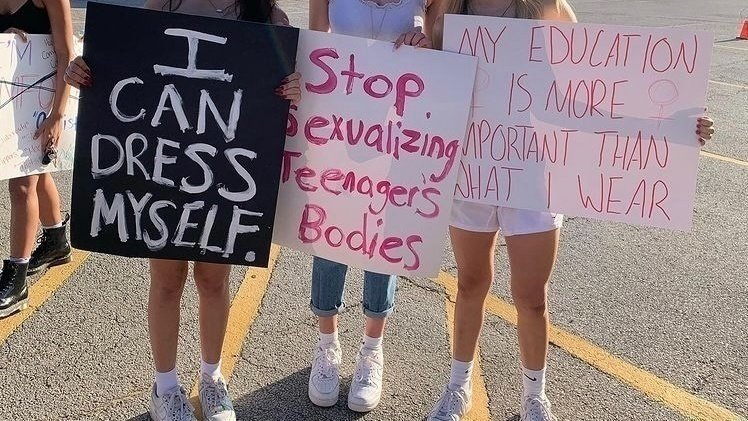 I
CAN
DRESS
MYSELF.
Stop
Sexualizing
Teenager's
Bodies
MY EDUCATION
IS MORE
IMPORTANT THAN
WHAT I WEAR